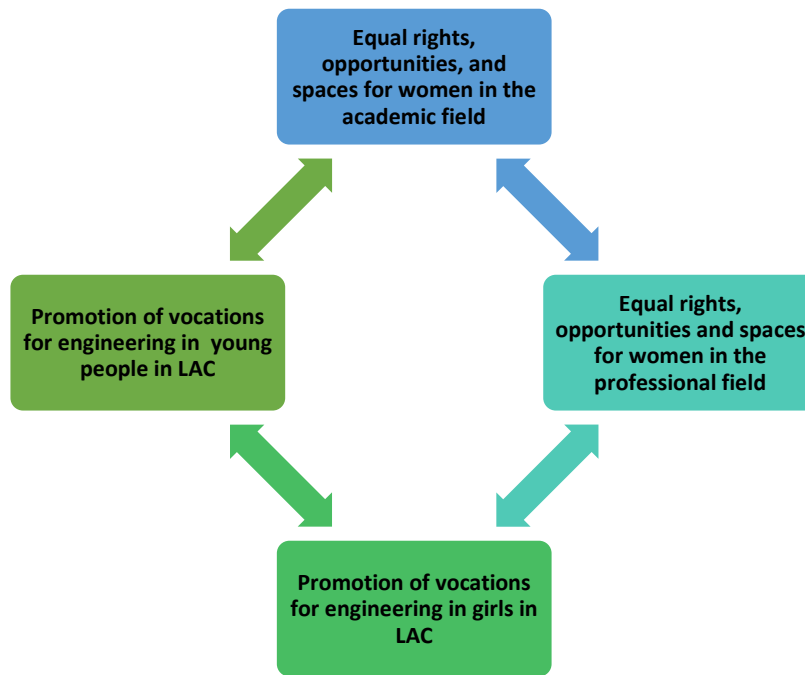 Equal rights,
opportunities, and
spaces for women in the
academic field
Promotion of vocations
for engineering in young
people in LAC
Equal rights,
opportunities and spaces
for women in the
professional field
Promotion of vocations
for engineering in girls in
LAC